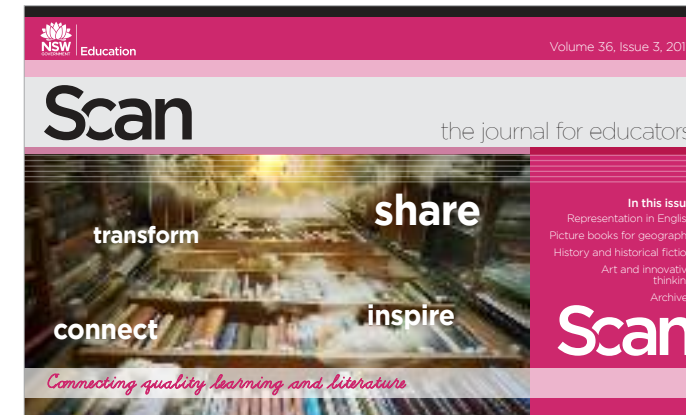 NSW
GOVERNMENT
Education
Volume 36, Issue 3, 201
Scan
the journal for educators
share
transform
inspire
connect
In this issu
Representation in Englis
Picture books for geograph
History and historical fictio
Art and innovativ
thinkin
Archive
Scan
Connecting quality learning and literature